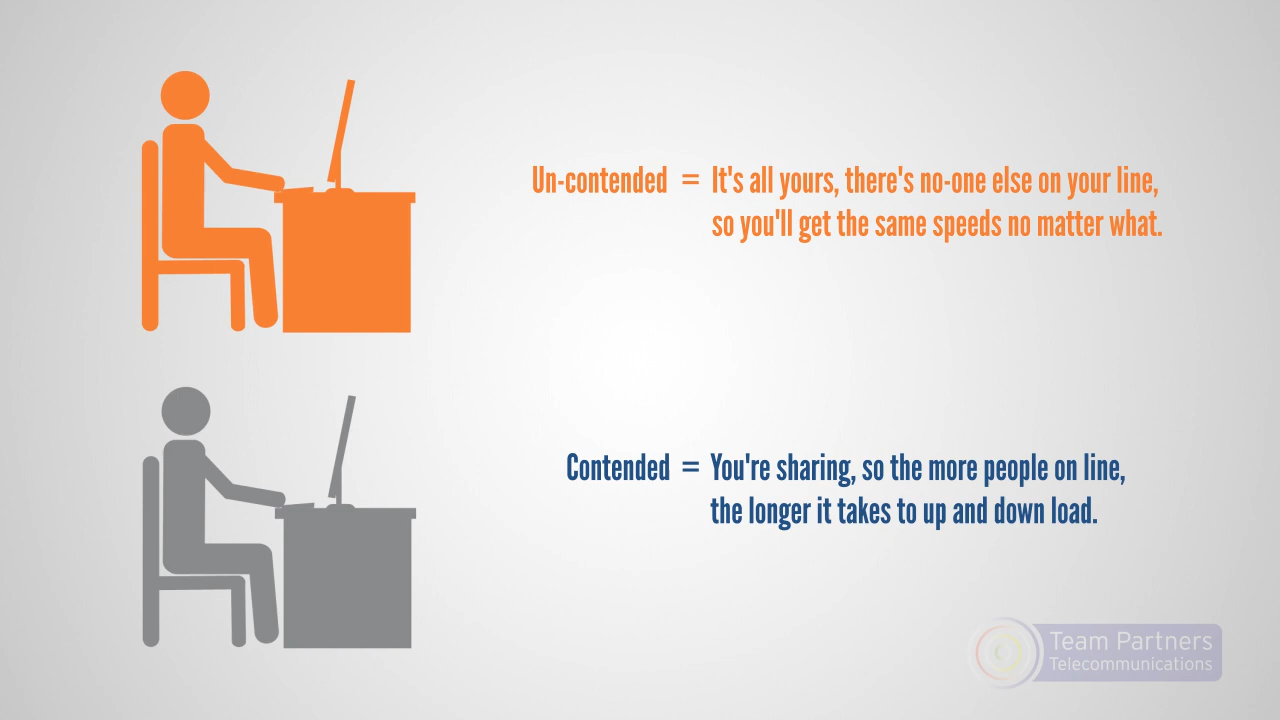 Un-contended = It's all yours, there's no-one else on your line,
so you'll get the same speeds no matter what.
Contended = You're sharing, so the more people on line,
the longer it takes to up and down load.
Team Partners
Telecommunications